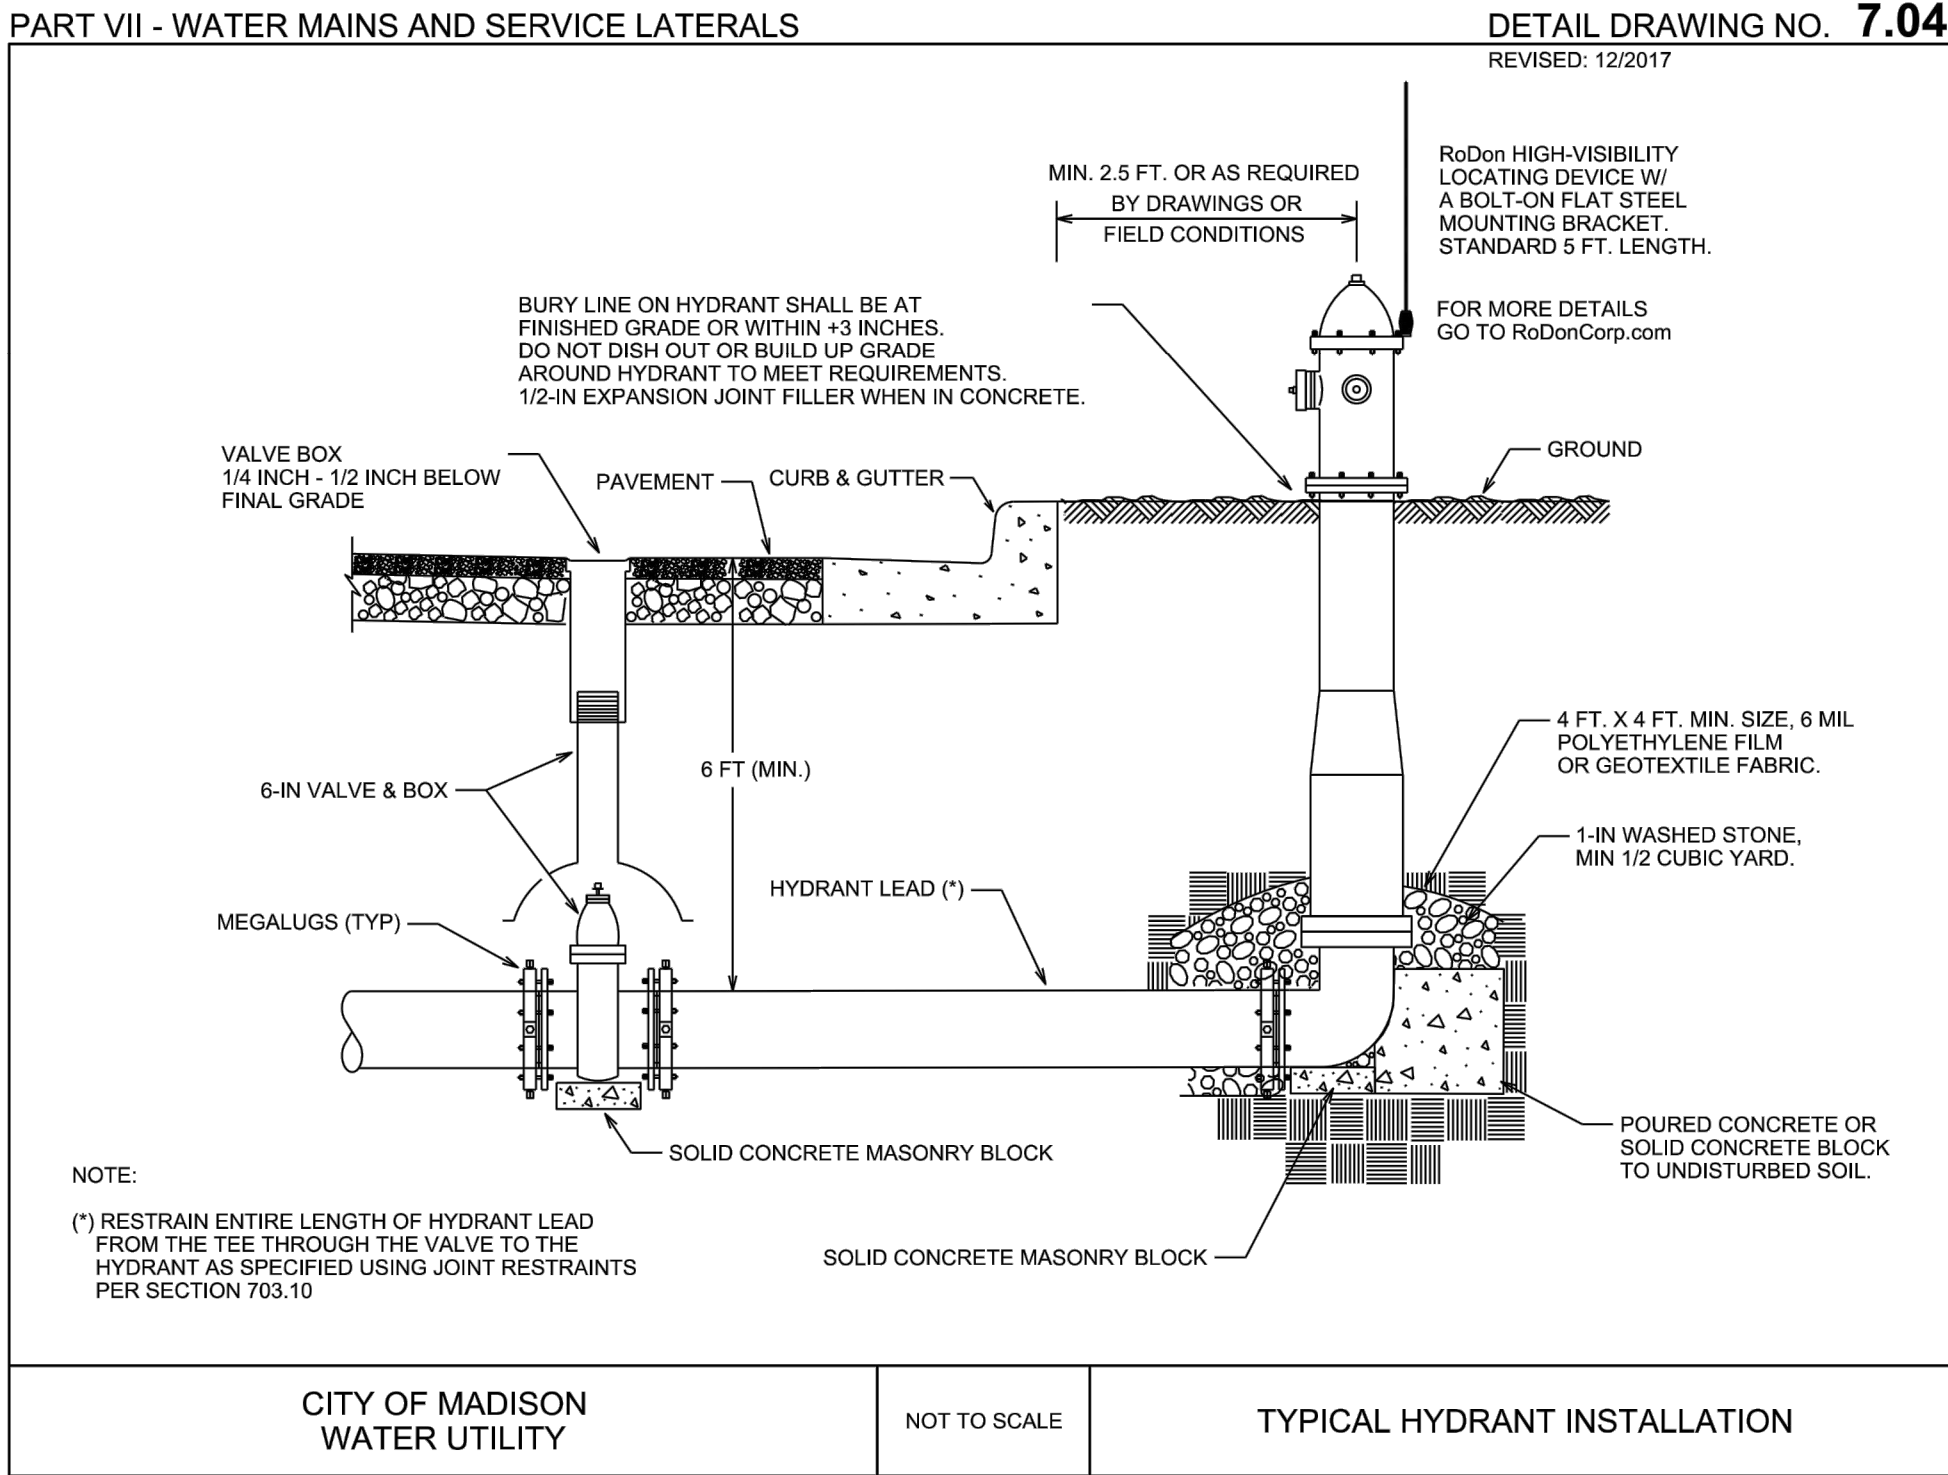 PART VII - WATER MAINS AND SERVICE LATERALS
DETAIL DRAWING NO. 7.04
REVISED: 12/2017
RoDon HIGH-VISIBILITY
LOCATING DEVICE W/
A BOLT-ON FLAT STEEL
MOUNTING BRACKET.
STANDARD 5 FT. LENGTH.
FOR MORE DETAILS
GO TO RoDonCorp.com
MIN. 2.5 FT. OR AS REQUIRED
BY DRAWINGS OR
FIELD CONDITIONS
BURY LINE ON HYDRANT SHALL BE AT
FINISHED GRADE OR WITHIN +3 INCHES.
DO NOT DISH OUT OR BUILD UP GRADE
AROUND HYDRANT TO MEET REQUIREMENTS.
1/2-IN EXPANSION JOINT FILLER WHEN IN CONCRETE.
VALVE BOX
1/4 INCH - 1/2 INCH BELOW
FINAL GRADE
PAVEMENT
CURB & GUTTER
GROUND
4 FT. X 4 FT. MIN. SIZE, 6 MIL
POLYETHYLENE FILM
OR GEOTEXTILE FABRIC.
6 FT (MIN.)
6-IN VALVE & BOX
1-IN WASHED STONE,
MIN 1/2 CUBIC YARD.
HYDRANT LEAD (*)
MEGALUGS (TYP)
POURED CONCRETE OR
SOLID CONCRETE BLOCK
TO UNDISTURBED SOIL.
SOLID CONCRETE MASONRY BLOCK
SOLID CONCRETE MASONRY BLOCK
NOTE:
(*) RESTRAIN ENTIRE LENGTH OF HYDRANT LEAD
FROM THE TEE THROUGH THE VALVE TO THE
HYDRANT AS SPECIFIED USING JOINT RESTRAINTS
PER SECTION 703.10
CITY OF MADISON
WATER UTILITY
NOT TO SCALE
TYPICAL HYDRANT INSTALLATION